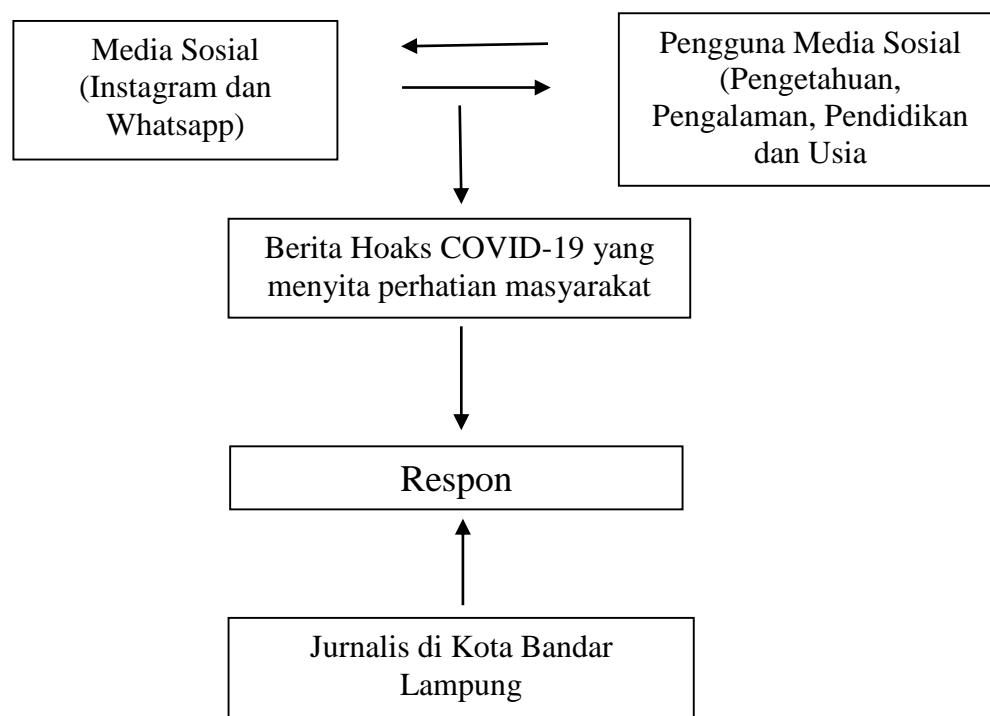 Media Sosial
(Instagram dan
Whatsapp)
Pengguna Media Sosial
(Pengetahuan,
Pengalaman, Pendidikan
dan Usia
Berita Hoaks COVID-19 yang
menyita perhatian masyarakat
Respon
Jurnalis di Kota Bandar
Lampung